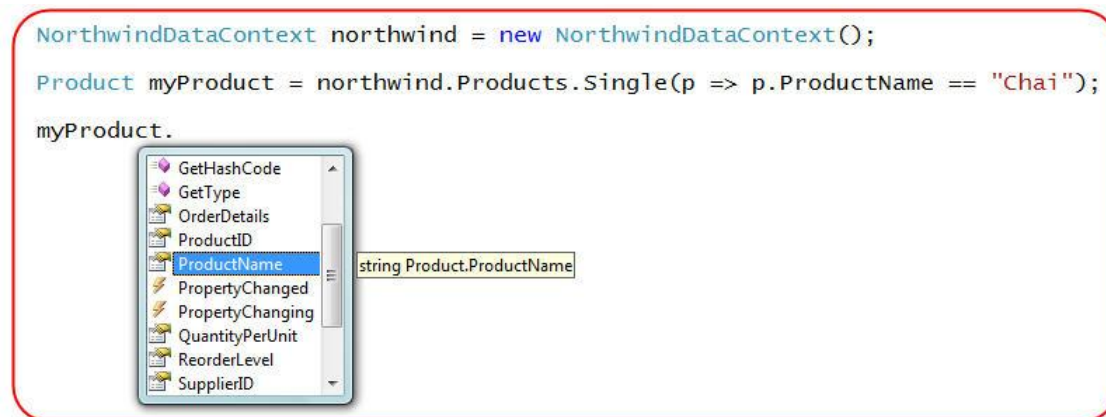 NorthwindDataContext northwind = new NorthwindDataContext();
Product myProduct = northwind.Products.Single(p => p.ProductName == "Chai");
myProduct.
GetHashCode
GetType
OrderDetails
ProductID
ProductName string Product.ProductName
PropertyChanged
PropertyChanging
QuantityPerUnit
ReorderLevel
SupplierID